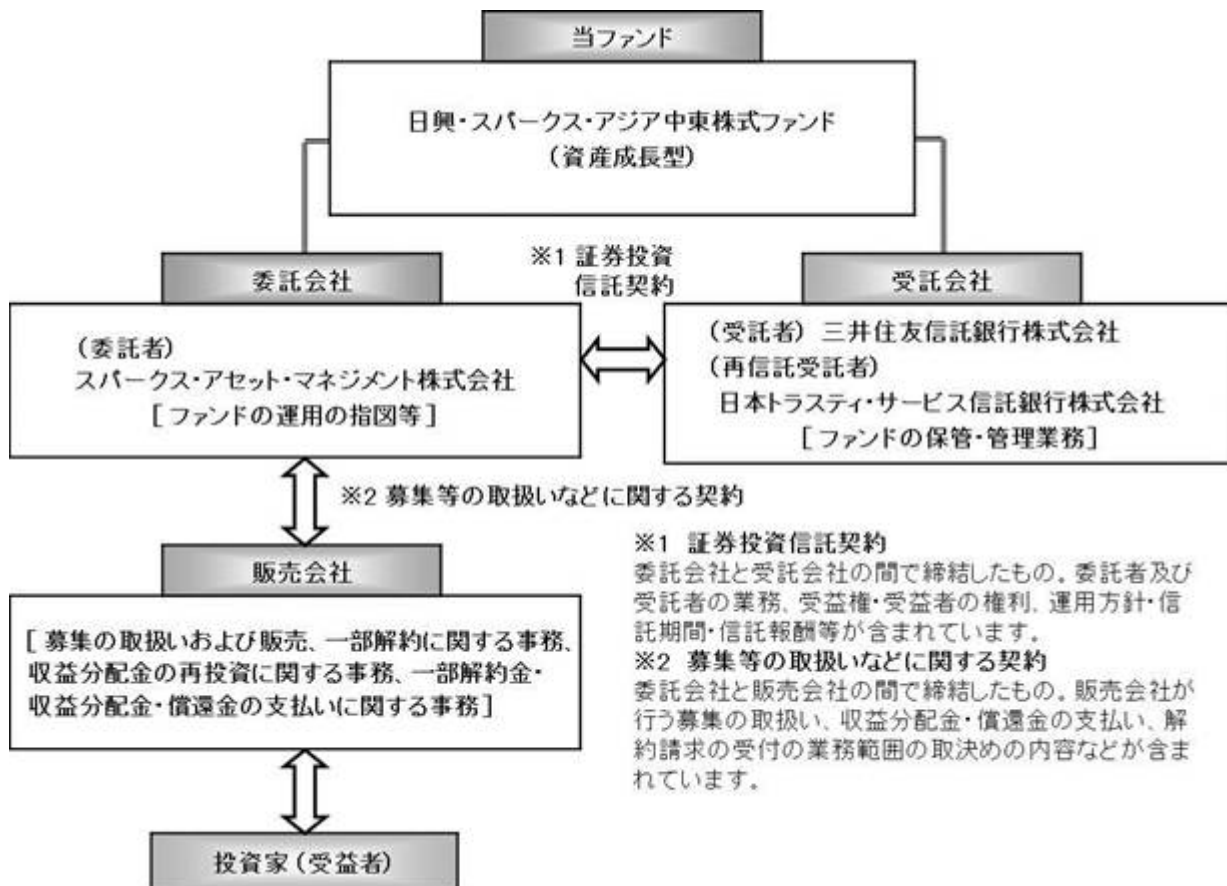 当ファンド
日興・スパークス・アジア中東株式ファンド
（資産成長型）
委託会社
※1 証券投資
信託契約
受託会社
（委託者）
スパークス・アセット・マネジメント株式会社
［ファンドの運用の指図等］
（受託者） 三井住友信託銀行株式会社
（再信託受託者）
日本トラスティ・サービス信託銀行株式会社
［ファンドの保管・管理業務］
※2 募集等の取扱いなどに関する契約
販売会社
［募集の取扱いおよび販売、一部解約に関する事務、
収益分配金の再投資に関する事務、一部解約金・
収益分配金・償還金の支払いに関する事務］
※1 証券投資信託契約
委託会社と受託会社の間で締結したもの。委託者及び
受託者の業務、受益権・受益者の権利、運用方針・信
託期間・信託報酬等が含まれています。
※2 募集等の取扱いなどに関する契約
委託会社と販売会社の間で締結したもの。販売会社が
行う募集の取扱い、収益分配金・償還金の支払い、解
約請求の受付の業務範囲の取決めの内容などが含ま
れています。
投資家（受益者）